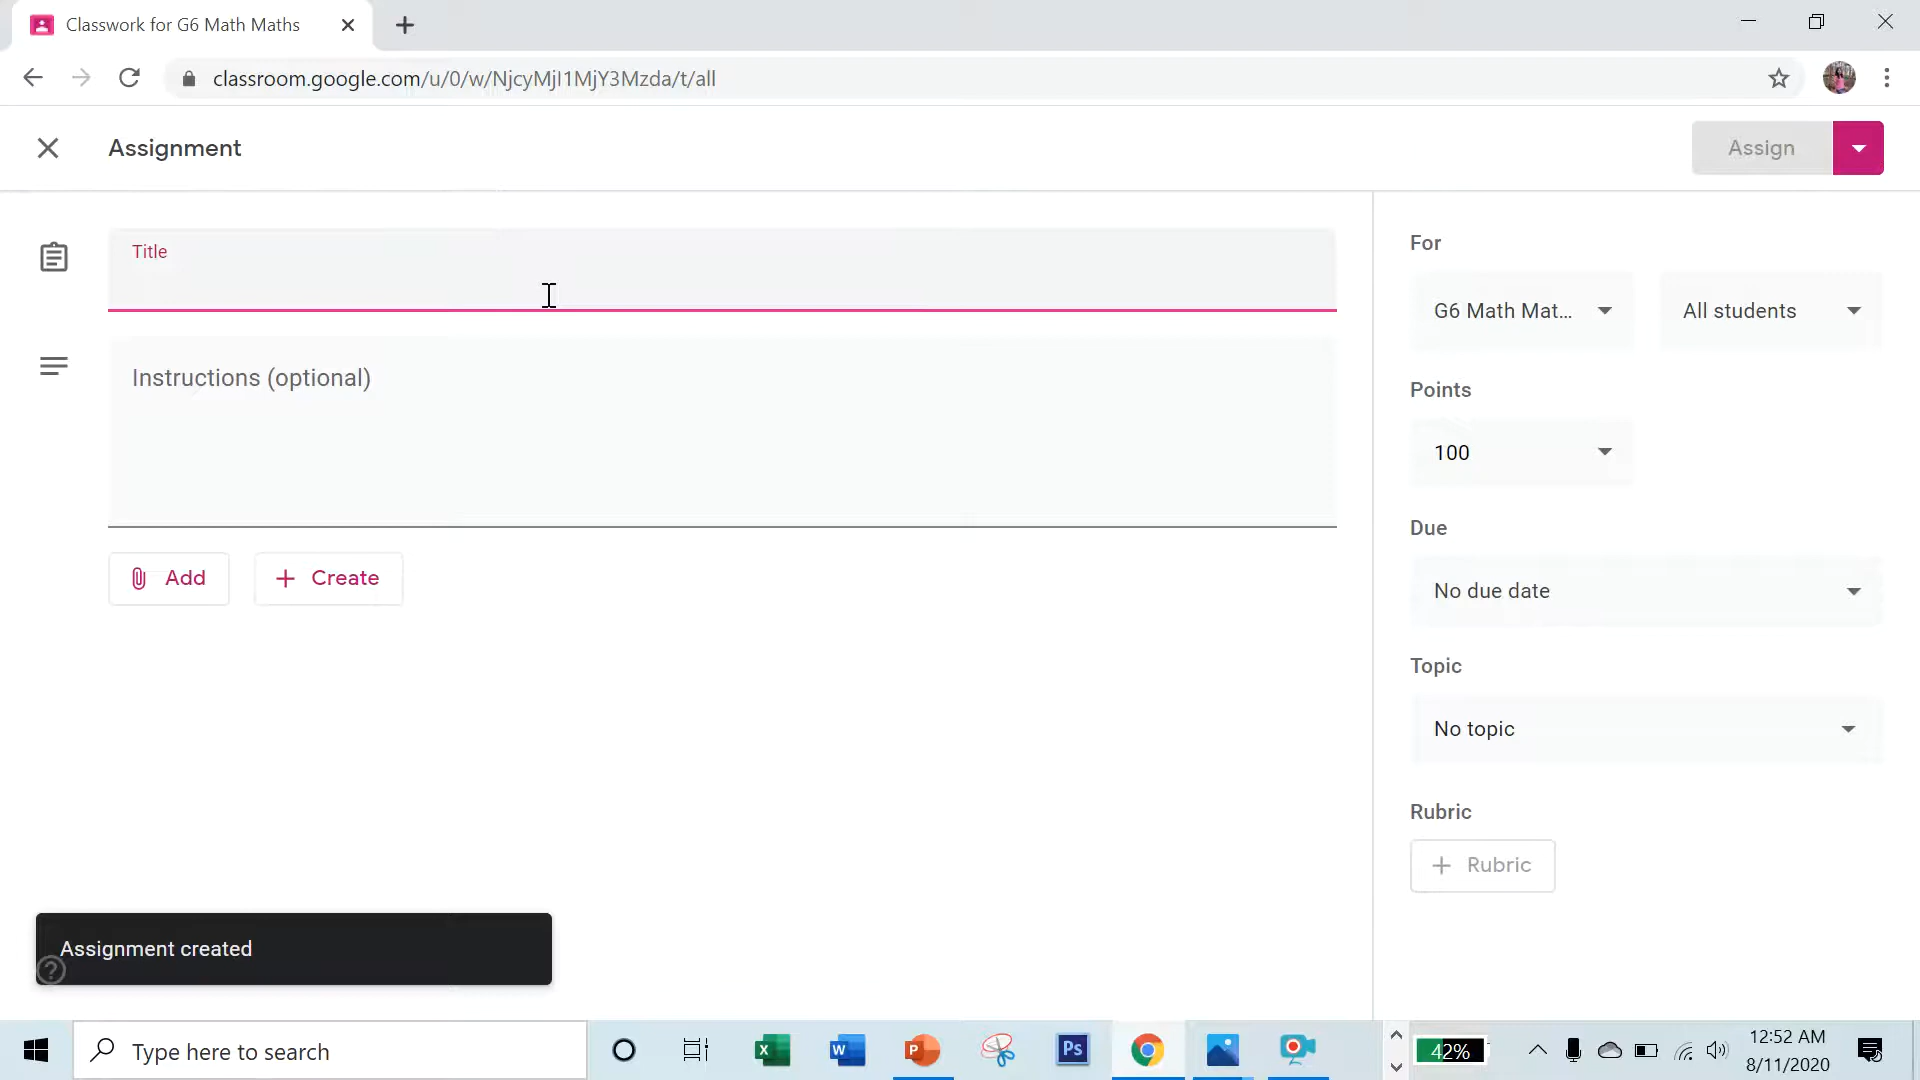 Classwork for G6 Math Maths
classroom.google.com/u/0/w/NjcyMjI1MjY3Mzda/t/all
Assignment
Assign
Title
Instructions (optional)
Add
Create
For
G6 Math Mat...
All students
Points
100
Due
No due date
Topic
No topic
Rubric
Rubric
Assignment created
?
Type here to search
X
W
P
Ps
42%
12:52 AM
8/11/2020